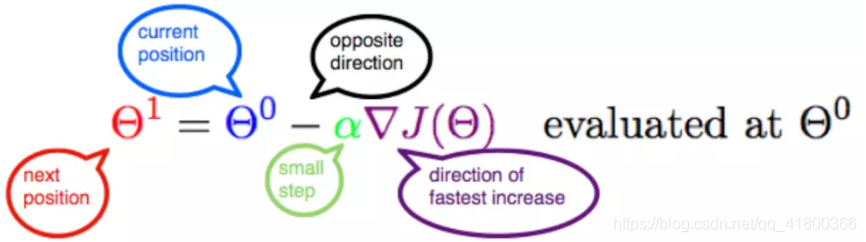 current
position
opposite
direction
Θ¹ = Θ⁰ − α∇J(Θ) evaluated at Θ⁰
next
position
small
step
direction of
fastest increase
https://blog.csdn.net/qq_41800366